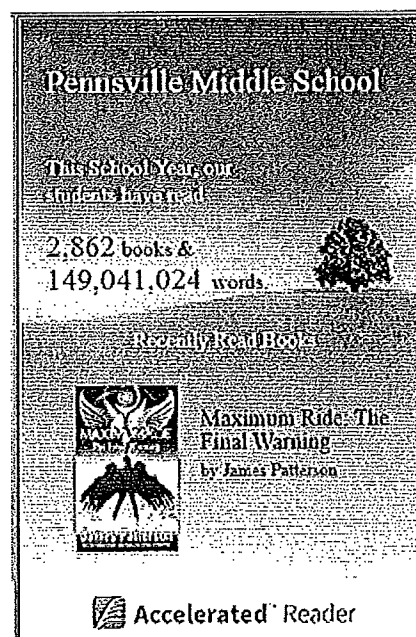 Pennsville Middle School
This School Year, our
students have read
2,862 books &
149,041,024 words.
Recently Read Books
Maximum Ride: The
Final Warning
by James Patterson
Accelerated™ Reader